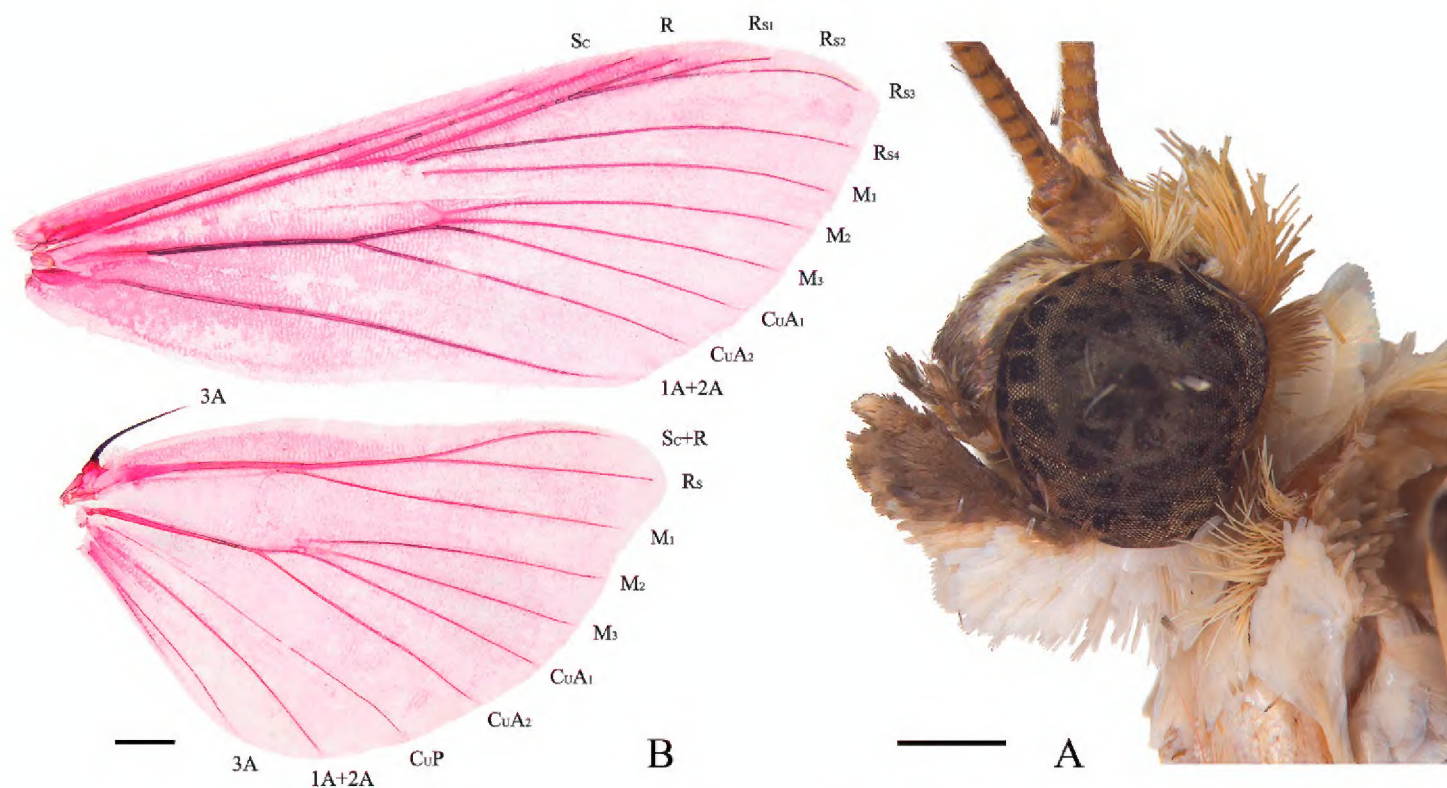 Sc
R
Rs1
Rs2
Rs3
Rs4
M1
M2
M3
CuA1
CuA2
1A+2A
3A
Sc+R
Rs
M1
M2
M3
CuA1
CuA2
CuP
1A+2A
3A
B
A